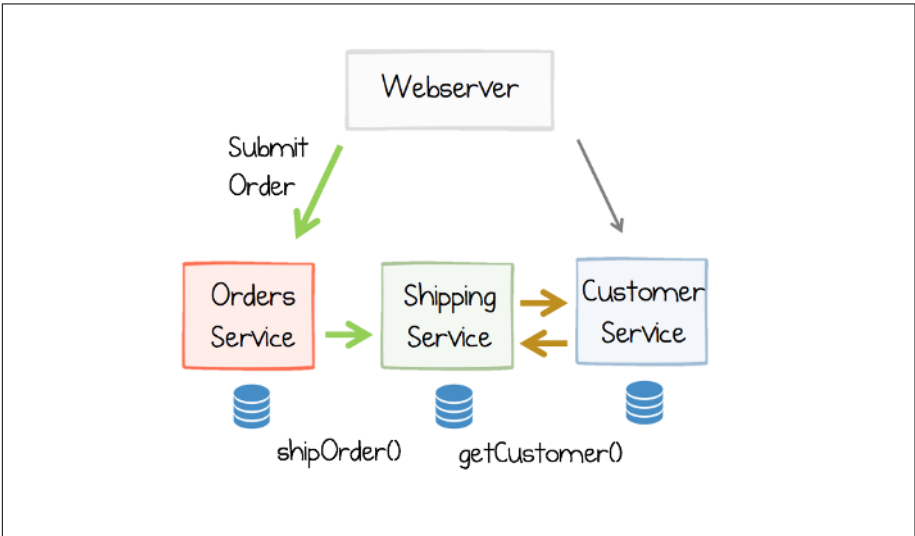 Webserver
Submit
Order
Orders
Service
Shipping
Service
Customer
Service
shipOrder()
getCustomer()